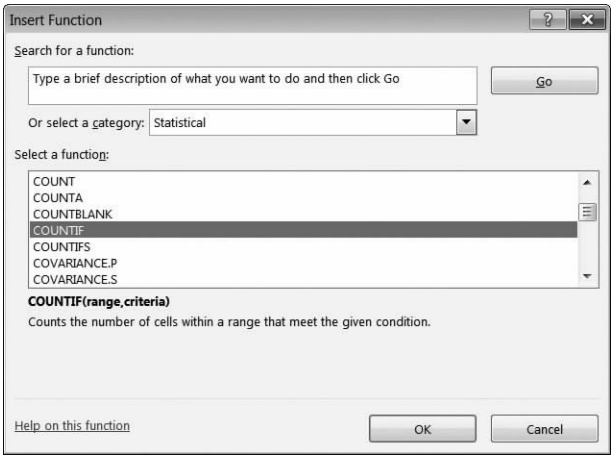 Insert Function
Search for a function:
Type a brief description of what you want to do and then click Go
Go
Or select a category: Statistical
Select a function:
COUNT
COUNTA
COUNTBLANK
COUNTIF
COUNTIFS
COVARIANCE.P
COVARIANCE.S
COUNTIF(range,criteria)
Counts the number of cells within a range that meet the given condition.
Help on this function
OK
Cancel